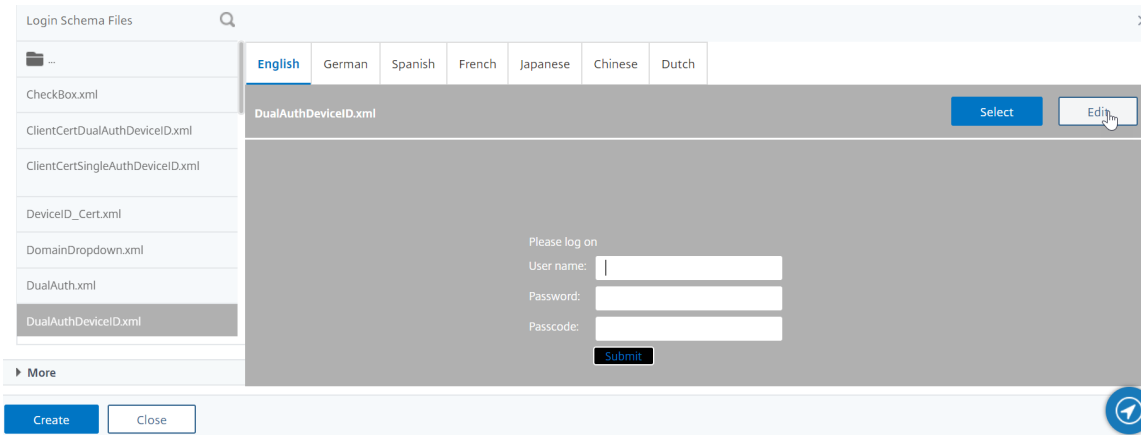 Login Schema Files
...
CheckBox.xml
ClientCertDualAuthDeviceID.xml
ClientCertSingleAuthDeviceID.xml
DeviceID_Cert.xml
DomainDropdown.xml
DualAuth.xml
DualAuthDeviceID.xml
More
English German Spanish French Japanese Chinese Dutch
DualAuthDeviceID.xml Select Edit
Please log on
User name:
Password:
Passcode:
Submit
Create Close